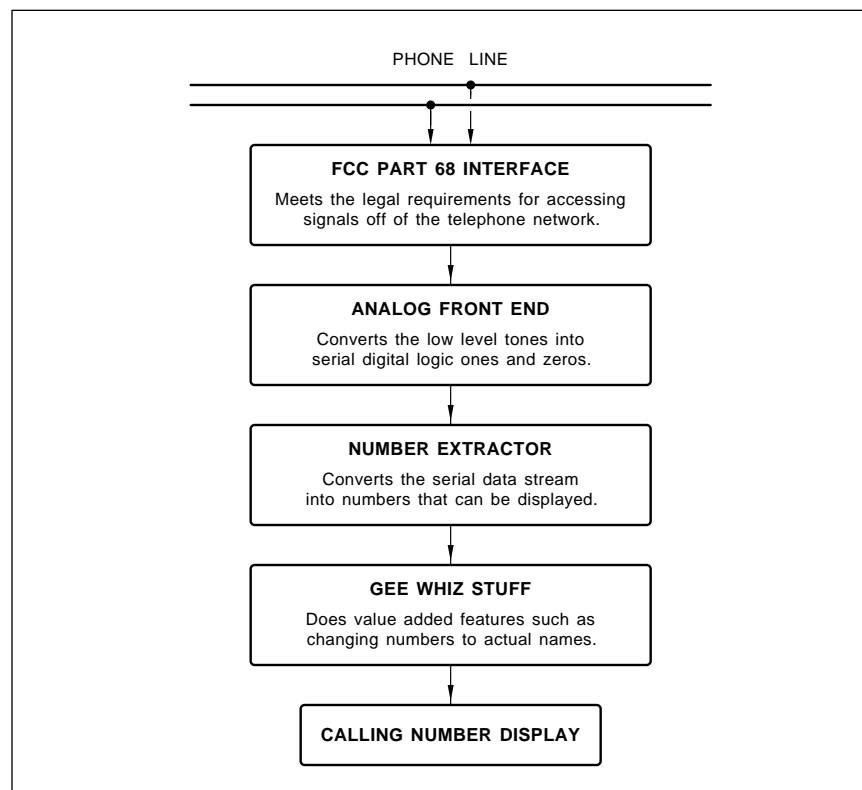 PHONE LINE
FCC PART 68 INTERFACE
Meets the legal requirements for accessing
signals off of the telephone network.
ANALOG FRONT END
Converts the low level tones into
serial digital logic ones and zeros.
NUMBER EXTRACTOR
Converts the serial data stream
into numbers that can be displayed.
GEE WHIZ STUFF
Does value added features such as
changing numbers to actual names.
CALLING NUMBER DISPLAY